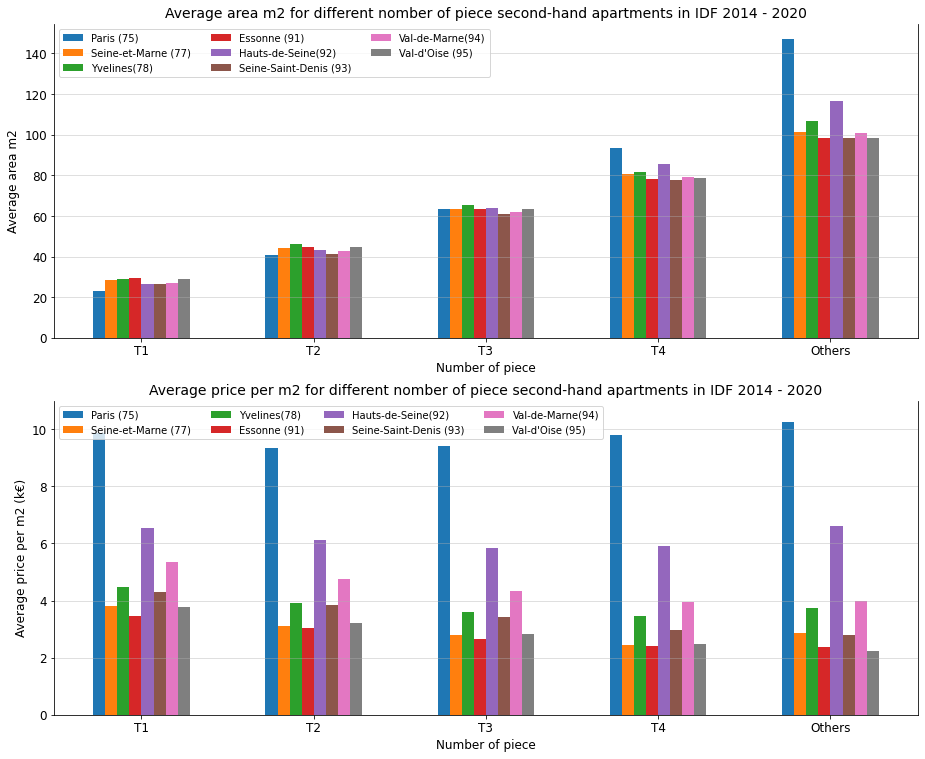 Average area m2 for different nomber of piece second-hand apartments in IDF 2014 - 2020
Paris (75) Essonne (91) Val-de-Marne(94)
Seine-et-Marne (77) Hauts-de-Seine(92) Val-d'Oise (95)
Yvelines(78) Seine-Saint-Denis (93)
Average area m2
140
120
100
80
60
40
20
0
T1 T2 T3 T4 Others
Number of piece
Average price per m2 for different nomber of piece second-hand apartments in IDF 2014 - 2020
Paris (75) Yvelines(78) Hauts-de-Seine(92) Val-de-Marne(94)
Seine-et-Marne (77) Essonne (91) Seine-Saint-Denis (93) Val-d'Oise (95)
Average price per m2 (k€)
10
8
6
4
2
0
T1 T2 T3 T4 Others
Number of piece